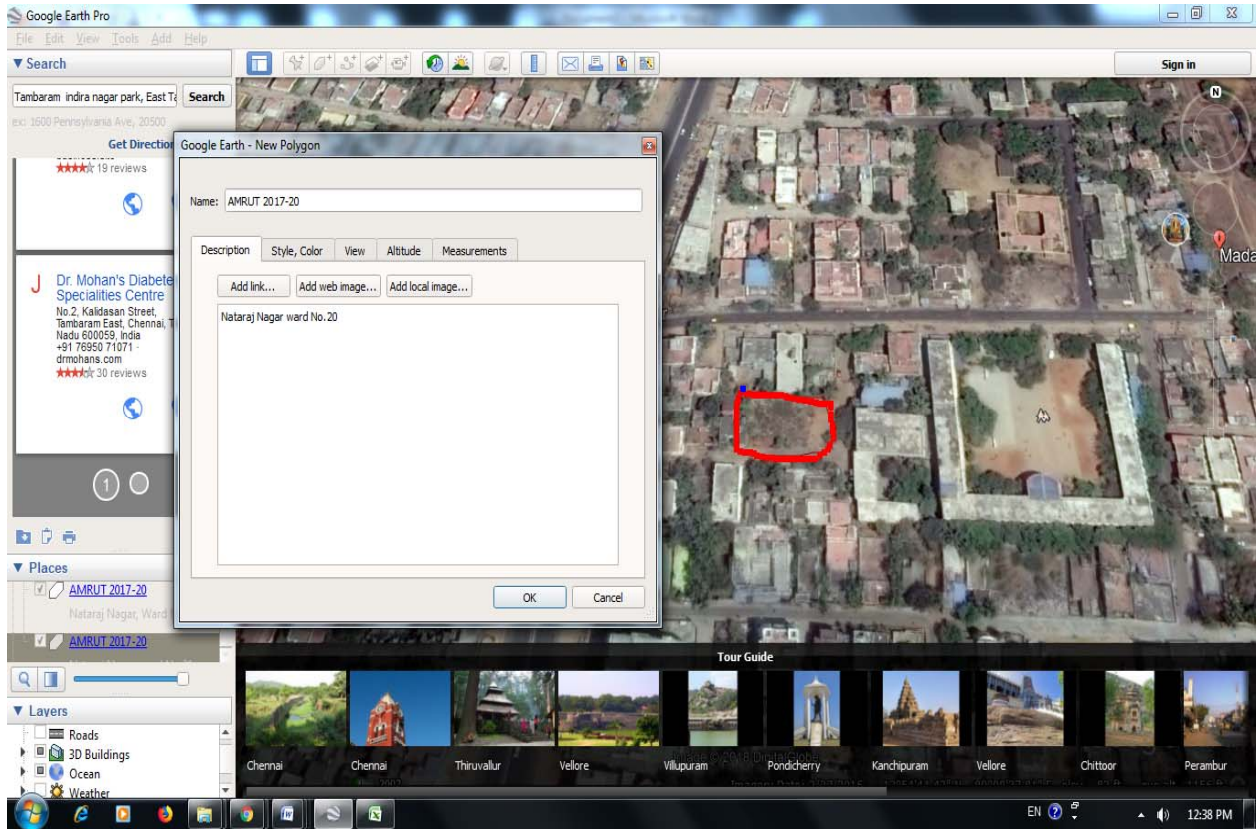 Google Earth Pro
File Edit View Tools Add Help
Search
Sign in
Tambaram indira nagar park, East Ta
Search
ex: 1600 Pennsylvania Ave, 20500
Get Direction
19 reviews
J
Dr. Mohan's Diabete
Specialities Centre
No.2, Kalidasan Street,
Tambaram East, Chennai, T
Nadu 600059, India
+91 76950 71071 ·
drmohans.com
30 reviews
1
Places
AMRUT 2017-20
Nataraj Nagar, Ward
AMRUT 2017-20
Layers
Roads
3D Buildings
Ocean
Weather
Google Earth - New Polygon
Name: AMRUT 2017-20
Description Style, Color View Altitude Measurements
Add link... Add web image... Add local image...
Nataraj Nagar ward No.20
OK Cancel
N
Mada
Tour Guide
Chennai Chennai Thiruvallur Vellore Villupuram Pondicherry Kanchipuram Vellore Chittoor Perambur
EN
12:38 PM